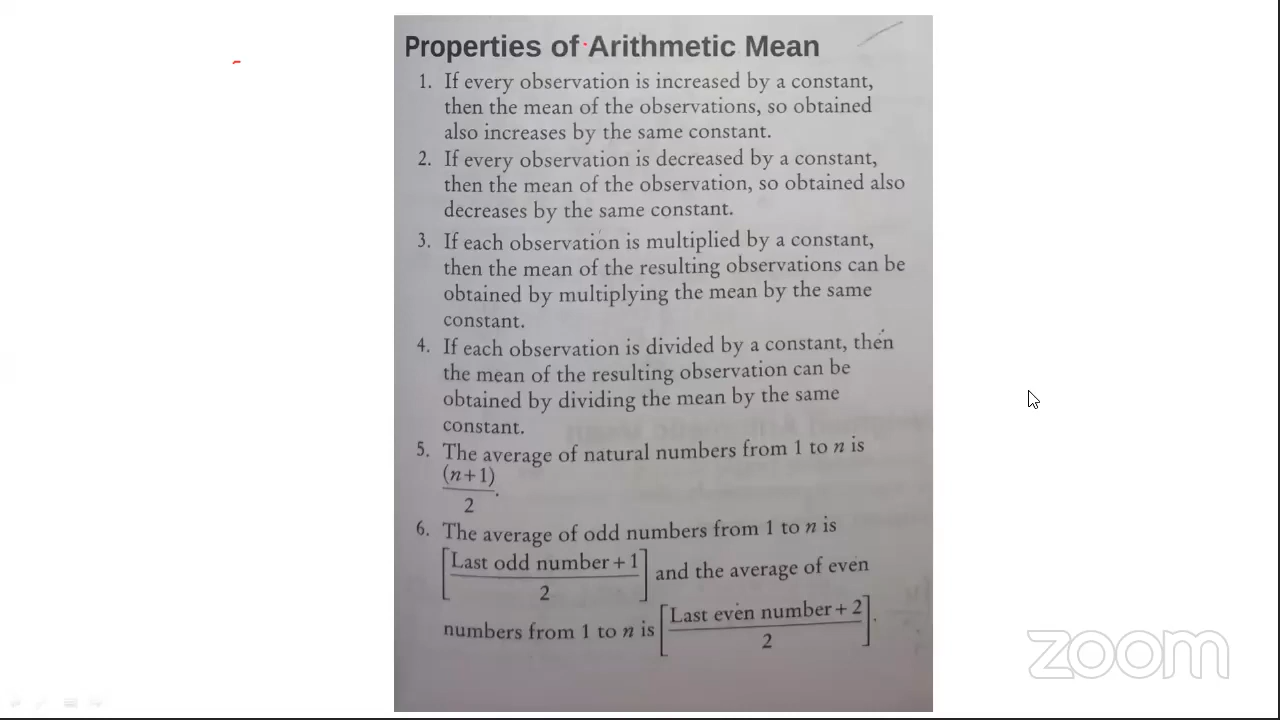 Properties of Arithmetic Mean
1. If every observation is increased by a constant,
then the mean of the observations, so obtained
also increases by the same constant.
2. If every observation is decreased by a constant,
then the mean of the observation, so obtained also
decreases by the same constant.
3. If each observation is multiplied by a constant,
then the mean of the resulting observations can be
obtained by multiplying the mean by the same
constant.
4. If each observation is divided by a constant, then
the mean of the resulting observation can be
obtained by dividing the mean by the same
constant.
5. The average of natural numbers from 1 to n is
(n+1)
2 .
6. The average of odd numbers from 1 to n is
[Last odd number + 1
2] and the average of even
numbers from 1 to n is [Last even number + 2
2].
zoom